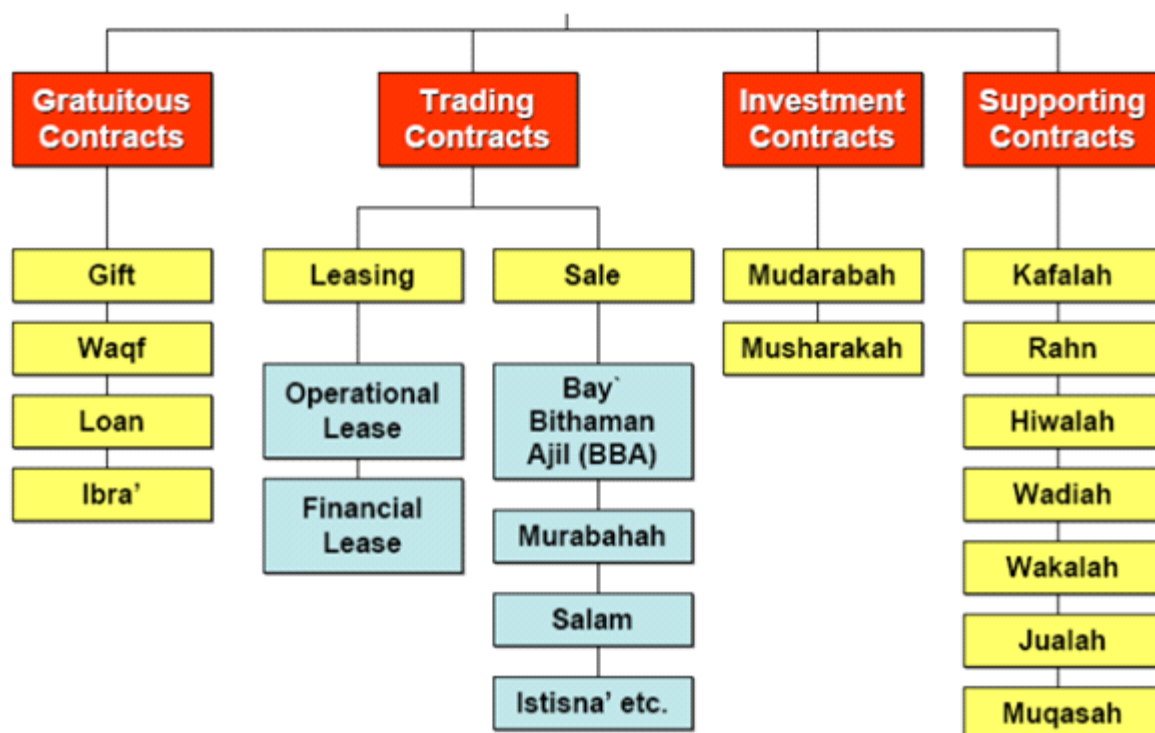 Gratuitous
Contracts
Trading
Contracts
Investment
Contracts
Supporting
Contracts
Gift
Waqf
Loan
Ibra’
Leasing
Operational
Lease
Financial
Lease
Sale
Bay`
Bithaman
Ajil (BBA)
Murabahah
Salam
Istisna’ etc.
Mudarabah
Musharakah
Kafalah
Rahn
Hiwalah
Wadiah
Wakalah
Jualah
Muqasah